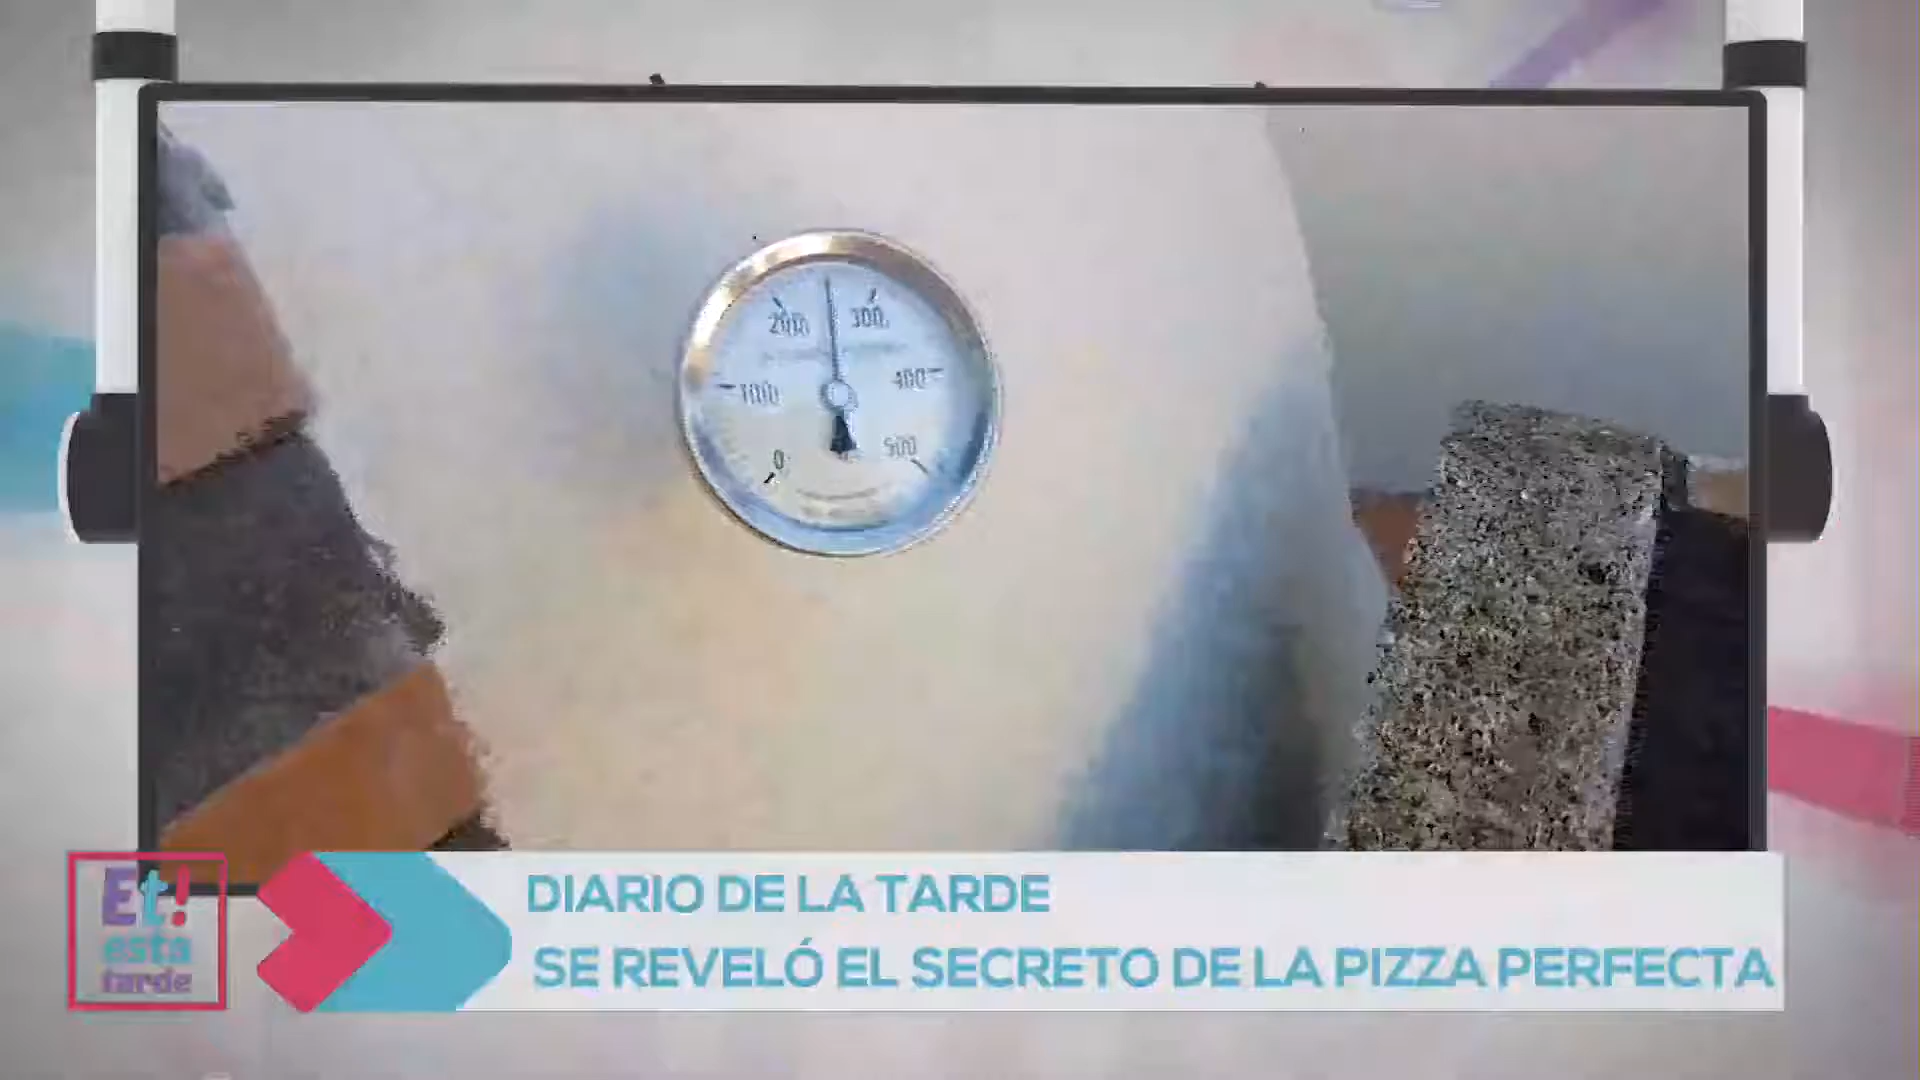 200 300
100 400
0 500
Et!
esta
tarde
DIARIO DE LA TARDE
SE REVELÓ EL SECRETO DE LA PIZZA PERFECTA